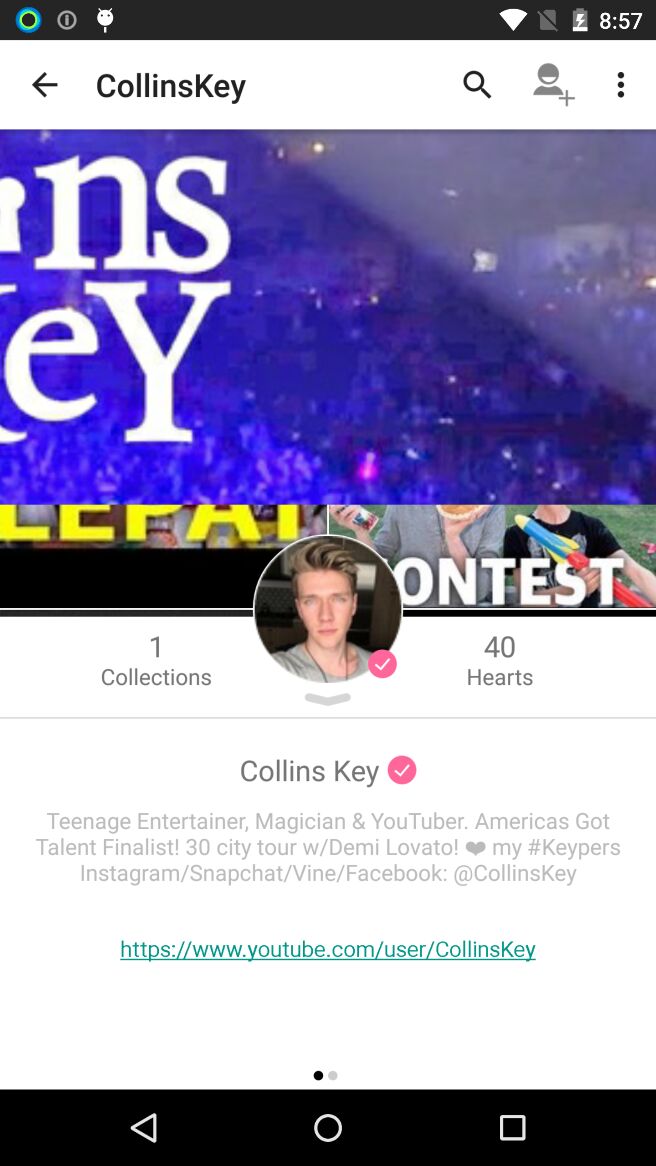 8:57
CollinsKey
ns
eY
LEPAT
ONTEST
1
Collections
40
Hearts
Collins Key
Teenage Entertainer, Magician & YouTuber. Americas Got
Talent Finalist! 30 city tour w/Demi Lovato! ❤ my #Keypers
Instagram/Snapchat/Vine/Facebook: @CollinsKey
https://www.youtube.com/user/CollinsKey